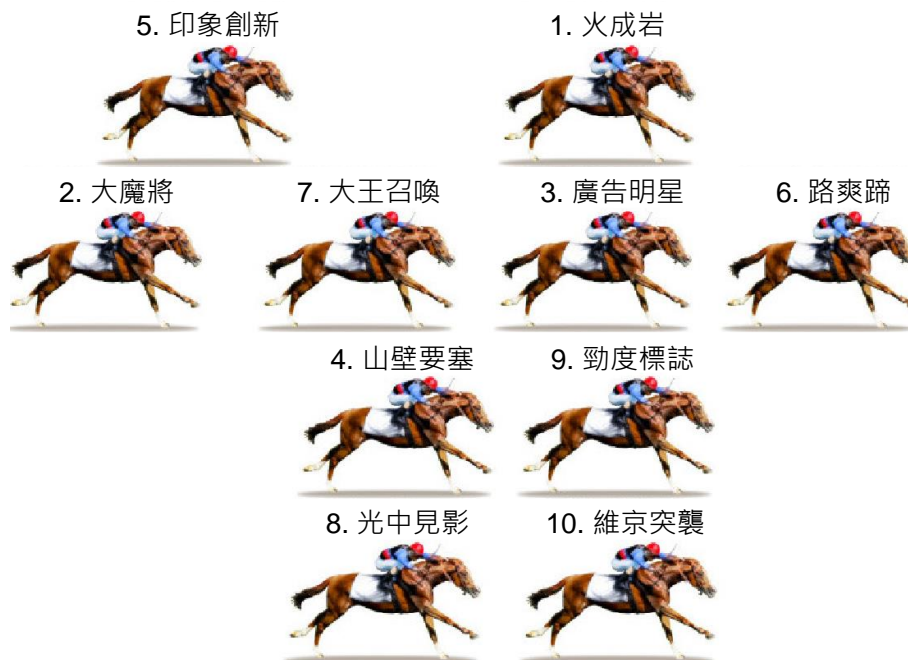 5. 印象創新
1. 火成岩
2. 大魔將
7. 大王召喚
3. 廣告明星
6. 路爽蹄
4. 山壁要塞
9. 勁度標誌
8. 光中見影
10. 維京突襲